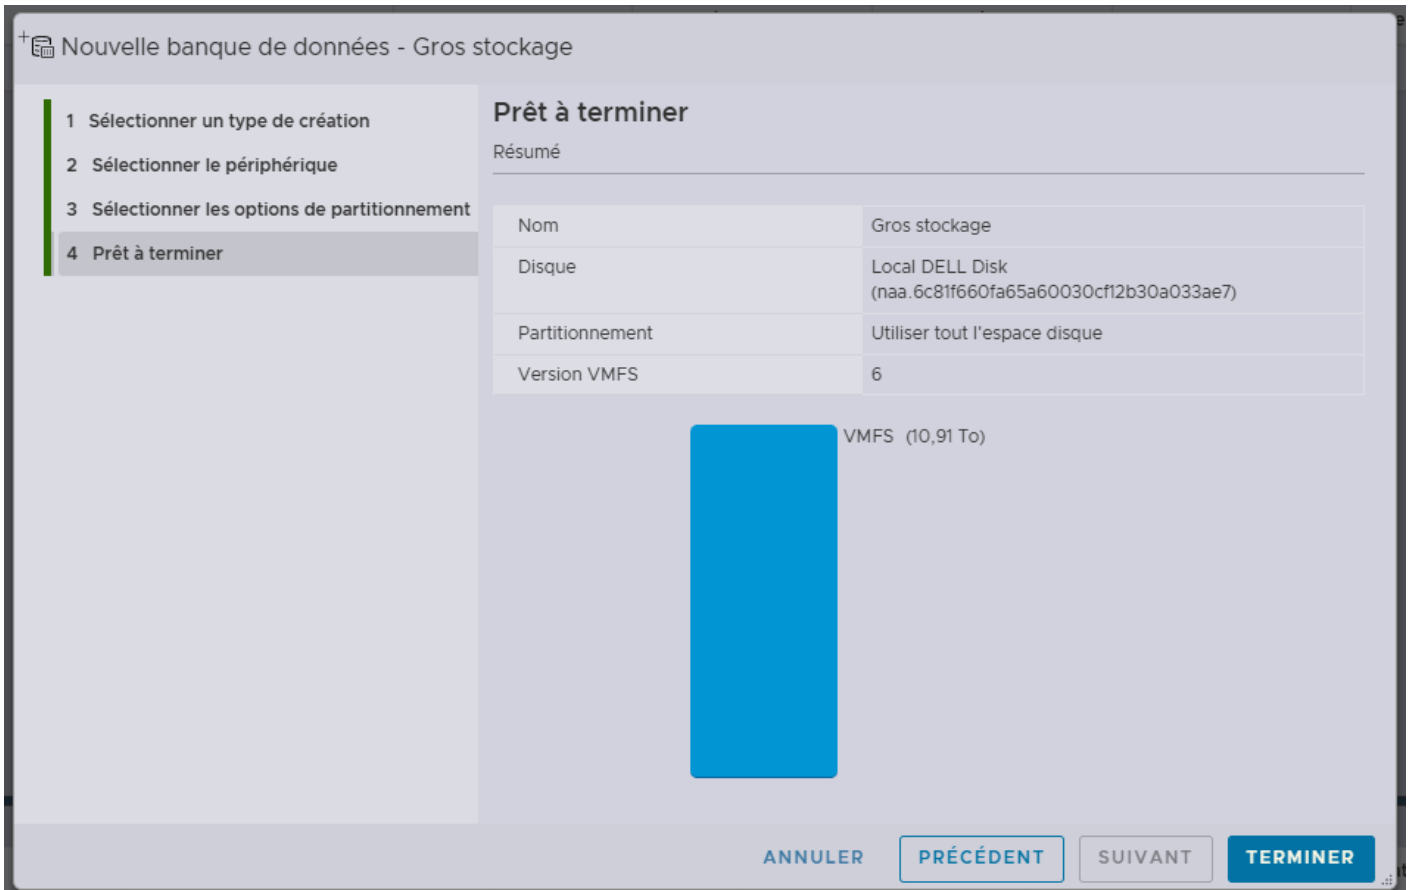 Nouvelle banque de données - Gros stockage
1 Sélectionner un type de création
2 Sélectionner le périphérique
3 Sélectionner les options de partitionnement
4 Prêt à terminer
Prêt à terminer
Résumé
Nom Gros stockage
Disque Local DELL Disk
(naa.6c81f660fa65a60030cf12b30a033ae7)
Partitionnement Utiliser tout l'espace disque
Version VMFS 6
VMFS (10,91 To)
ANNULER PRÉCÉDENT SUIVANT TERMINER